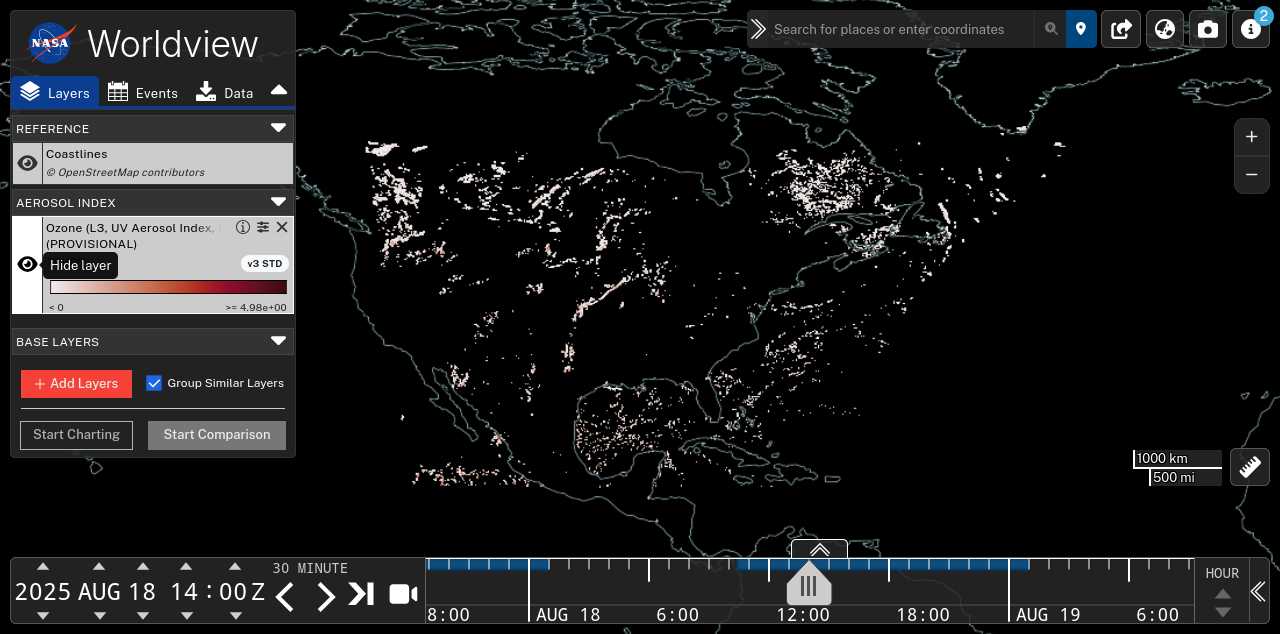 NASA Worldview
Search for places or enter coordinates
2
Layers
Events
Data
REFERENCE
Coastlines
© OpenStreetMap contributors
AEROSOL INDEX
Ozone (L3, UV Aerosol Index,
(PROVISIONAL)
Hide layer
v3 STD
< 0
>= 4.98e+00
BASE LAYERS
+ Add Layers
Group Similar Layers
Start Charting
Start Comparison
+
−
1000 km
500 mi
2025 AUG 18 14 : 00 Z
30 MINUTE
8:00
AUG 18
6:00
12:00
18:00
AUG 19
6:00
HOUR